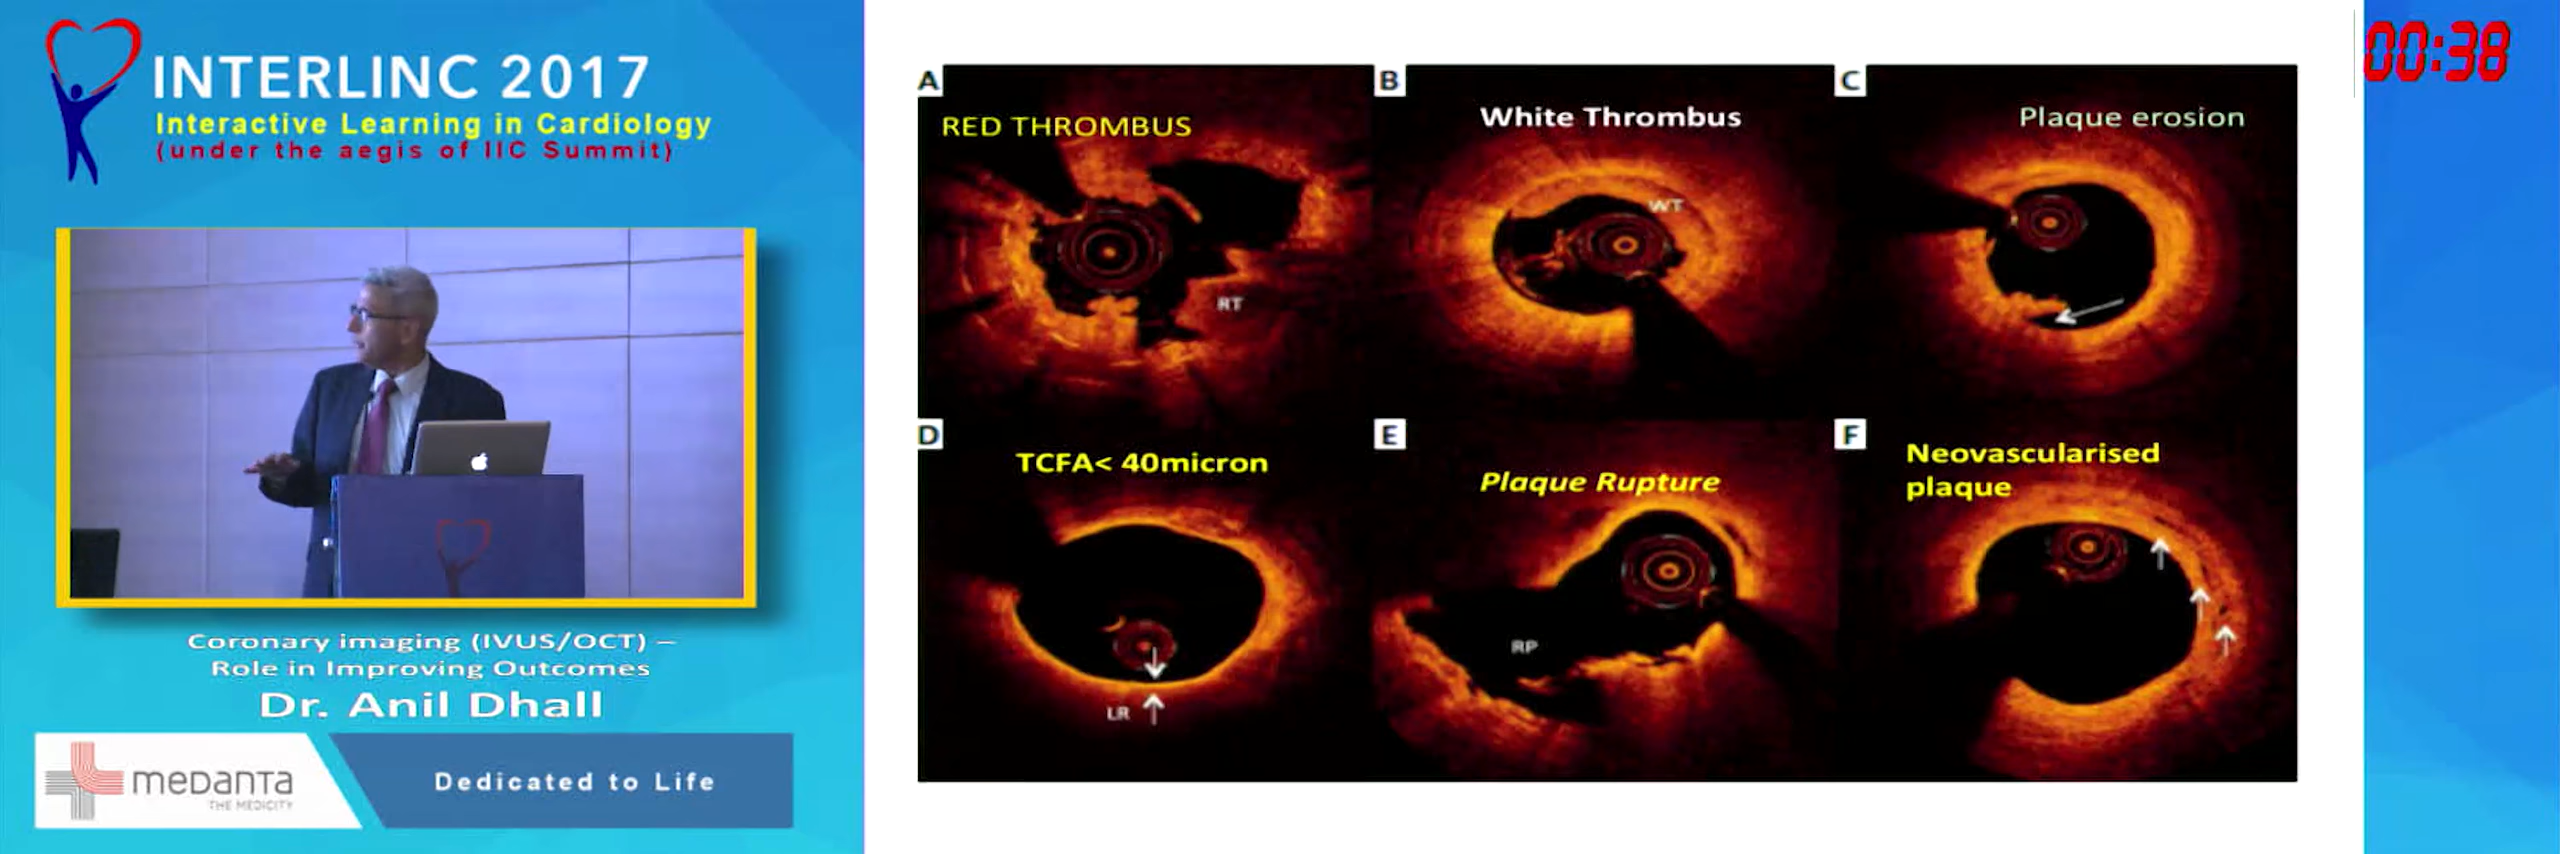 INTERLINC 2017
Interactive Learning in Cardiology
(under the aegis of IIC Summit)
Coronary imaging (IVUS/OCT) –
Role in Improving Outcomes
Dr. Anil Dhall
meDanta
THE MEDICITY
Dedicated to Life
A
RED THROMBUS
RT
B
White Thrombus
WT
C
Plaque erosion
D
TCFA< 40micron
LR
E
Plaque Rupture
RP
F
Neovascularised
plaque
00:38